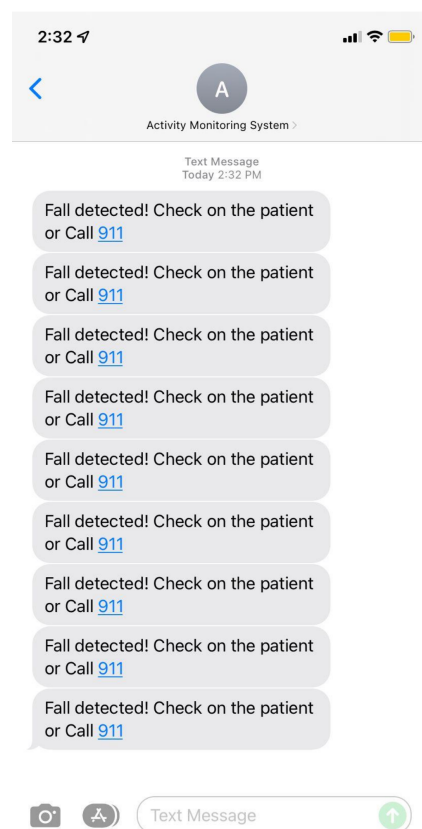 2:32
A
Activity Monitoring System
Text Message
Today 2:32 PM
Fall detected! Check on the patient
or Call 911
Fall detected! Check on the patient
or Call 911
Fall detected! Check on the patient
or Call 911
Fall detected! Check on the patient
or Call 911
Fall detected! Check on the patient
or Call 911
Fall detected! Check on the patient
or Call 911
Fall detected! Check on the patient
or Call 911
Fall detected! Check on the patient
or Call 911
Fall detected! Check on the patient
or Call 911
Text Message